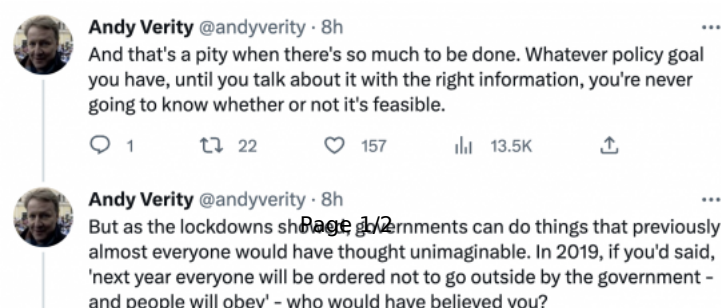 Andy Verity @andyverity · 8h
And that's a pity when there's so much to be done. Whatever policy goal
you have, until you talk about it with the right information, you're never
going to know whether or not it's feasible.
1 22 157 13.5K
Andy Verity @andyverity · 8h
But as the lockdowns showed, governments can do things that previously
Page 1/2
almost everyone would have thought unimaginable. In 2019, if you'd said,
'next year everyone will be ordered not to go outside by the government -
and people will obey' - who would have believed you?